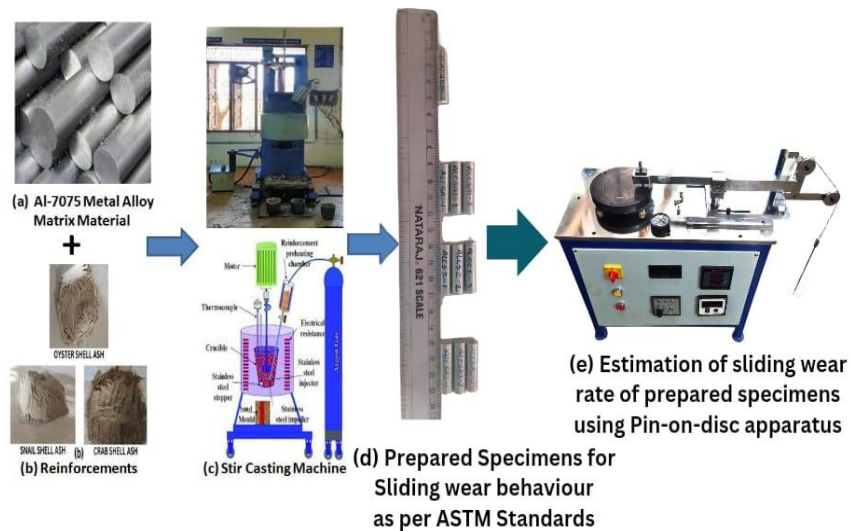 (a) Al-7075 Metal Alloy
Matrix Material
+
OYSTER SHELL ASH
SNAIL SHELL ASH (b) CRAB SHELL ASH
(b) Reinforcements
Motor
Reinforcement
preheating
chamber
Thermocouple
Electrical
resistance
Crucible
Stainless
steel
injector
Stainless
steel
stopper
Sand
Mould
Stainless
steel impeller
(c) Stir Casting Machine
NATARAJ 621 SCALE
(d) Prepared Specimens for
Sliding wear behaviour
as per ASTM Standards
(e) Estimation of sliding wear
rate of prepared specimens
using Pin-on-disc apparatus